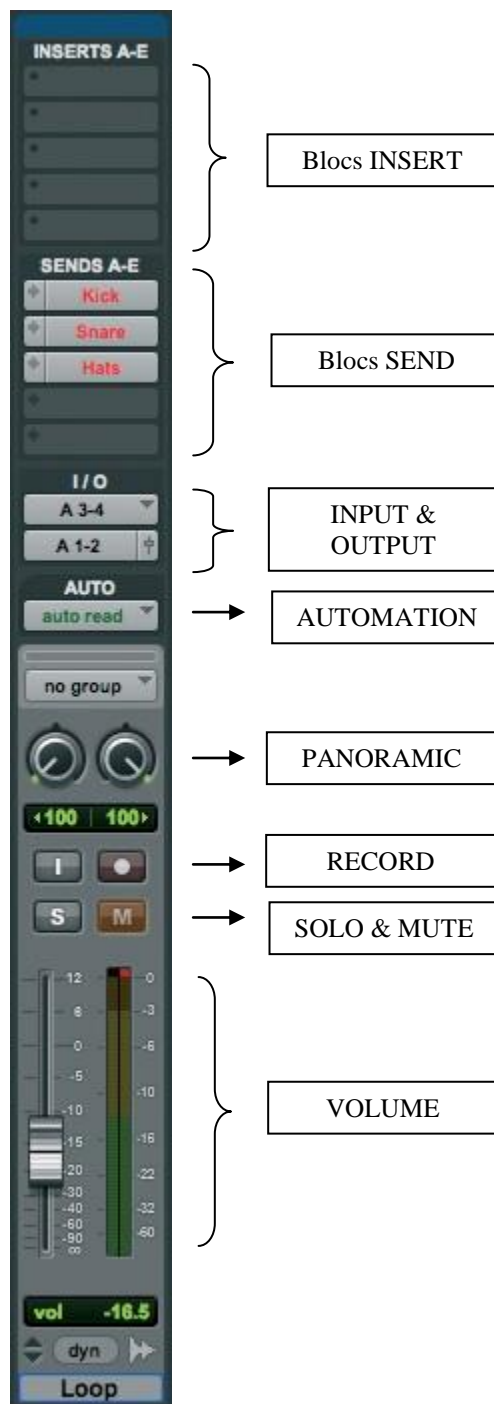 INSERTS A-E
Blocs INSERT
SENDS A-E
Kick
Snare
Hats
Blocs SEND
I / O
A 3-4
A 1-2
INPUT &
OUTPUT
AUTO
auto read
AUTOMATION
no group
PANORAMIC
100 100
I
RECORD
S M
SOLO & MUTE
12 0
6 -3
0 -6
-5
-10
-10
-15 -16
-20 -22
-30
-40 -32
-60 -60
-90
∞
VOLUME
vol -16.5
dyn
Loop